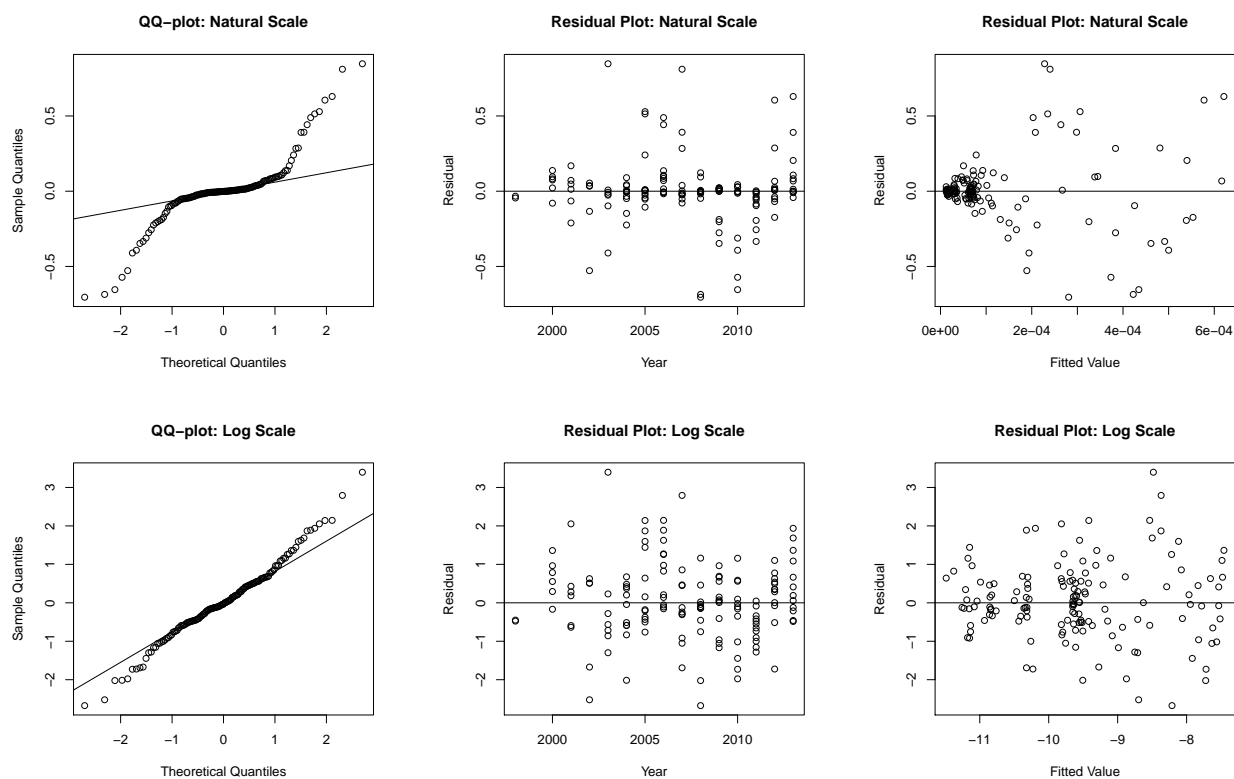 QQ−plot: Natural Scale
Sample Quantiles
0.5
0.0
−0.5
−2 −1 0 1 2
Theoretical Quantiles
Residual Plot: Natural Scale
Residual
0.5
0.0
−0.5
2000 2005 2010
Year
Residual Plot: Natural Scale
Residual
0.5
0.0
−0.5
0e+00 2e−04 4e−04 6e−04
Fitted Value
QQ−plot: Log Scale
Sample Quantiles
3
2
1
0
−1
−2
−2 −1 0 1 2
Theoretical Quantiles
Residual Plot: Log Scale
Residual
3
2
1
0
−1
−2
2000 2005 2010
Year
Residual Plot: Log Scale
Residual
3
2
1
0
−1
−2
−11 −10 −9 −8
Fitted Value